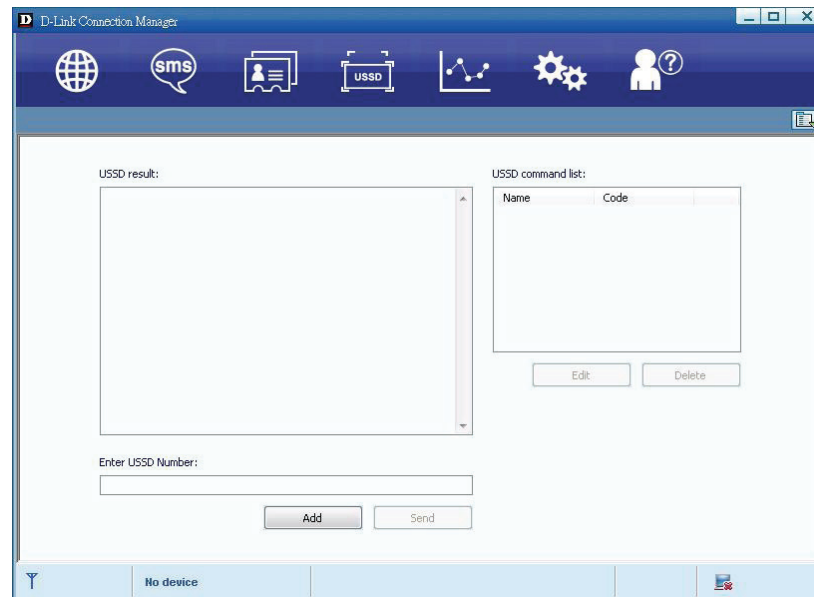 D D-Link Connection Manager
sms
USSD
?
USSD result:
USSD command list:
Name Code
Edit Delete
Enter USSD Number:
Add Send
No device